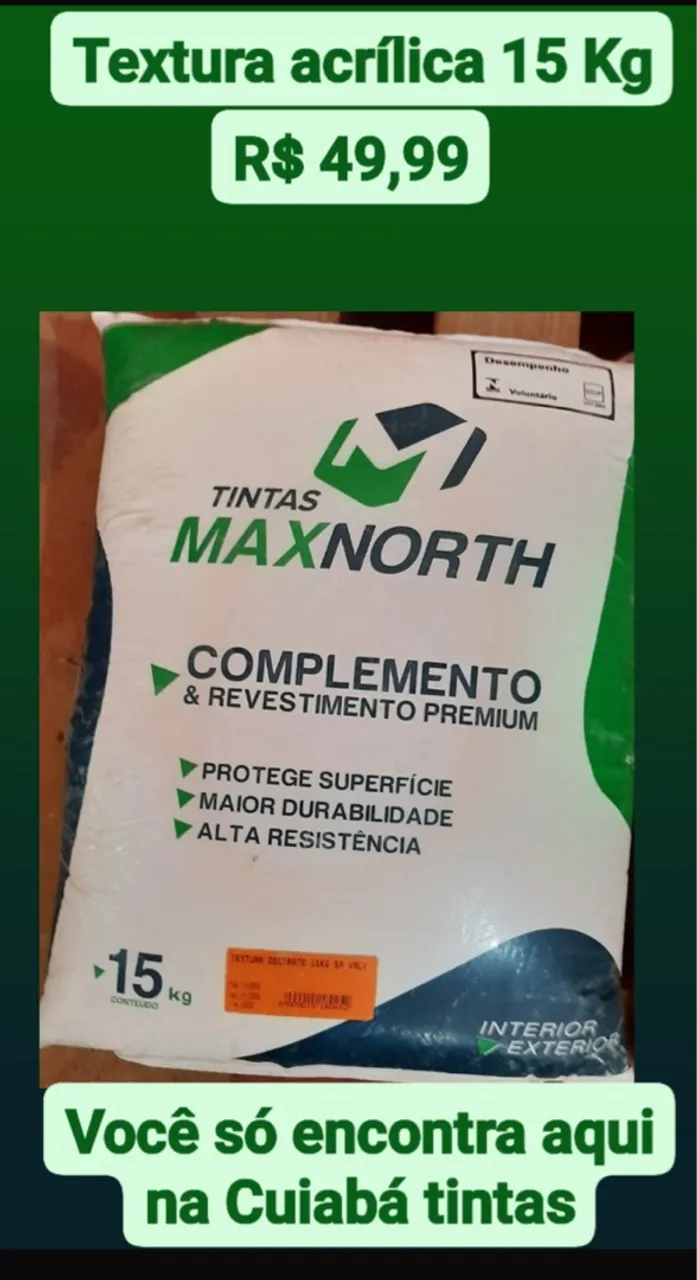 Textura acrílica 15 Kg
R$ 49,99
Desempenho
Voluntário
TINTAS
MAXNORTH
COMPLEMENTO
& REVESTIMENTO PREMIUM
PROTEGE SUPERFÍCIE
MAIOR DURABILIDADE
ALTA RESISTÊNCIA
15 kg
CONTEÚDO
TEXTURA
INTERIOR
EXTERIOR
Você só encontra aqui
na Cuiabá tintas